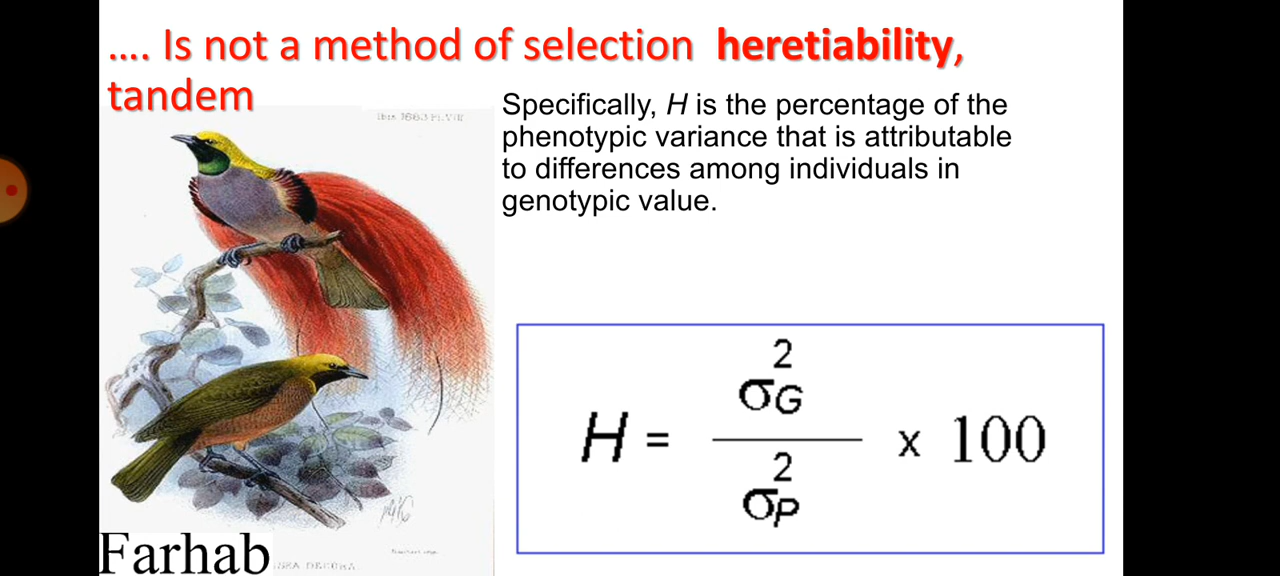 .... Is not a method of selection heretiability,
tandem
Specifically, H is the percentage of the
phenotypic variance that is attributable
to differences among individuals in
genotypic value.
H = σ²G / σ²P x 100
Farhab